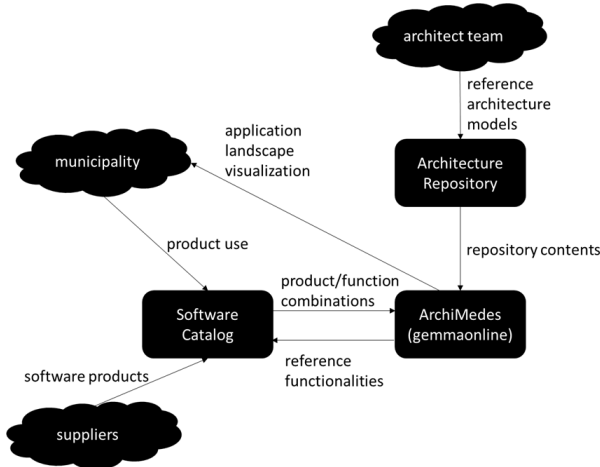 architect team
reference
architecture
models
application
landscape
visualization
municipality
Architecture
Repository
product use
repository contents
product/function
combinations
Software
Catalog
ArchiMedes
(gemmaonline)
reference
functionalities
software products
suppliers